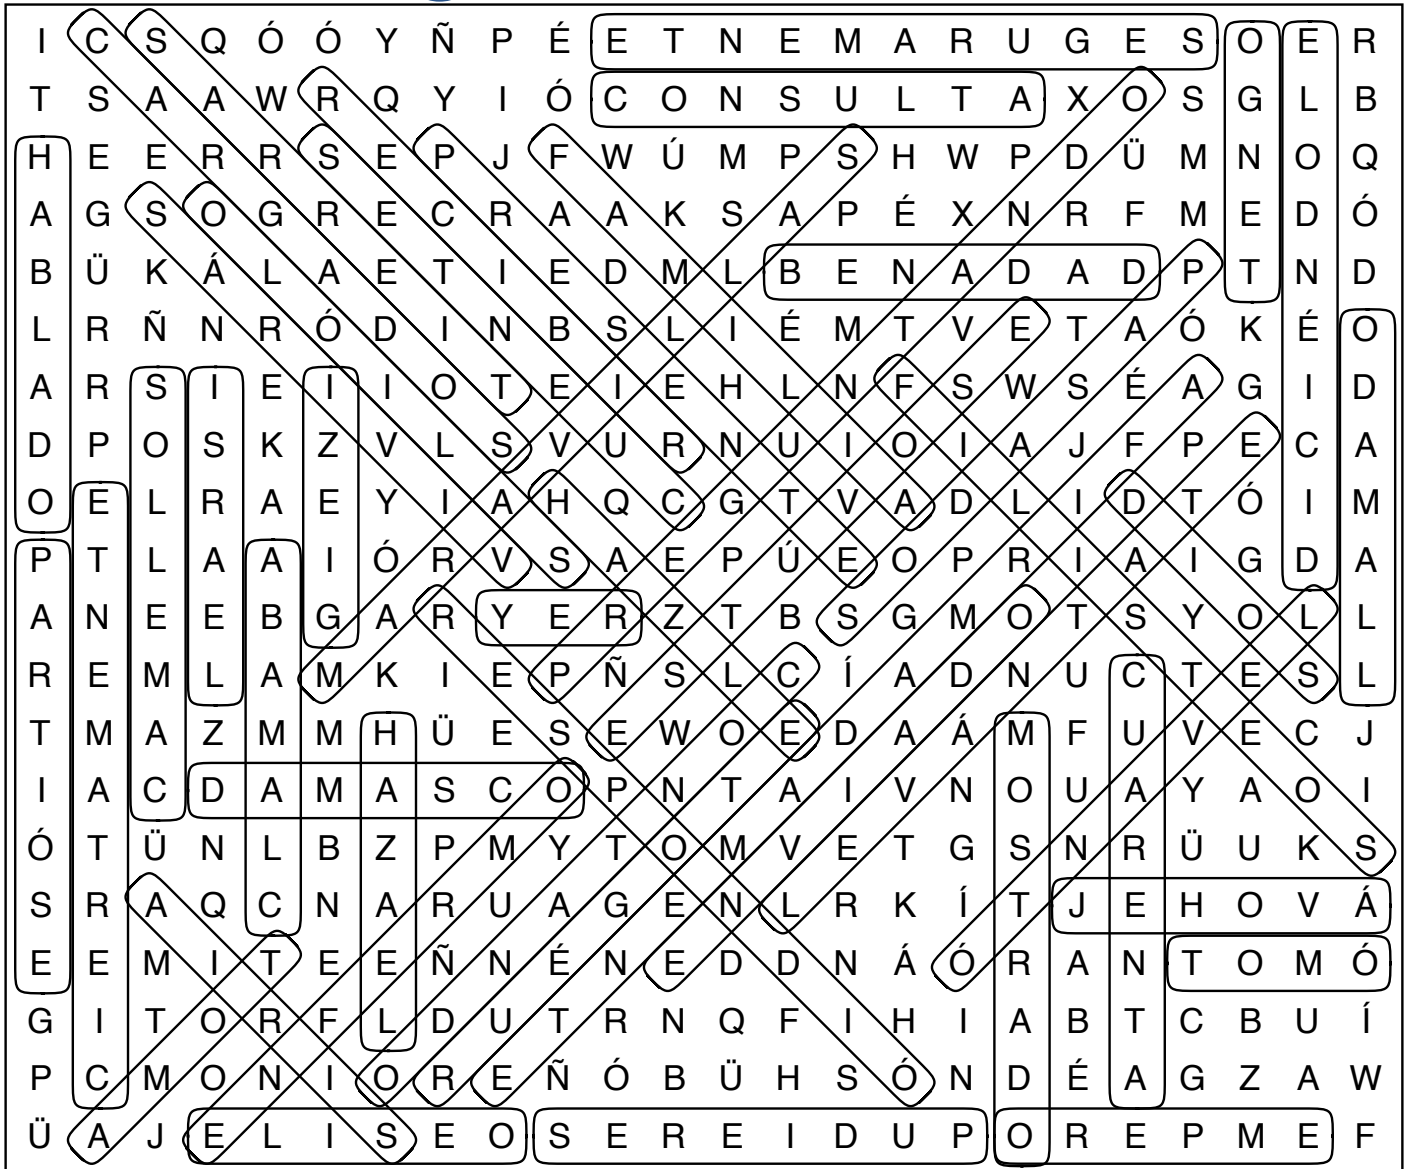 I C S Q Ó Ó Y Ñ P É E T N E M A R U G E S O E R
T S A A W R Q Y I Ó C O N S U L T A X O S G L B
H E E R R S E P J F W Ú M P S H W P D Ü M N O Q
A G S O G R E C R A A K S A P É X N R F M E D Ó
B Ü K Á L A E T I E D M L B E N A D A D P T N D
L R Ñ N R Ó D I N B S L I É M T V E T A Ó K É O
A R S I E I I O T E I E H L N F S W S É A G I D
D P O S K Z V L S V U R N U I O I A J F P E C A
O E L R A E Y I A H Q C G T V A D L I D T Ó I M
P T L A A I Ó R V S A E P Ú E O P R I A I G D A
A N E E B G A R Y E R Z T B S G M O T S Y O L L
R E M L A M K I E P Ñ S L C Í A D N U C T E S L
T M A Z M M H Ü E S E W O E D A Á M F U V E C J
I A C D A M A S C O P N T A I V N O U A Y A O I
Ó T Ü N L B Z P M Y T O M V E T G S N R Ü U K S
S R A Q C N A R U A G E N L R K Í T J E H O V Á
E E M I T E E Ñ N É N E D D N Á Ó R A N T O M Ó
G I T O R F L D U T R N Q F I H I A B T C B U Í
P C M O N I O R E Ñ Ó B Ü H S Ó N D É A G Z A W
Ü A J E L I S E O S E R E I D U P O R E P M E F